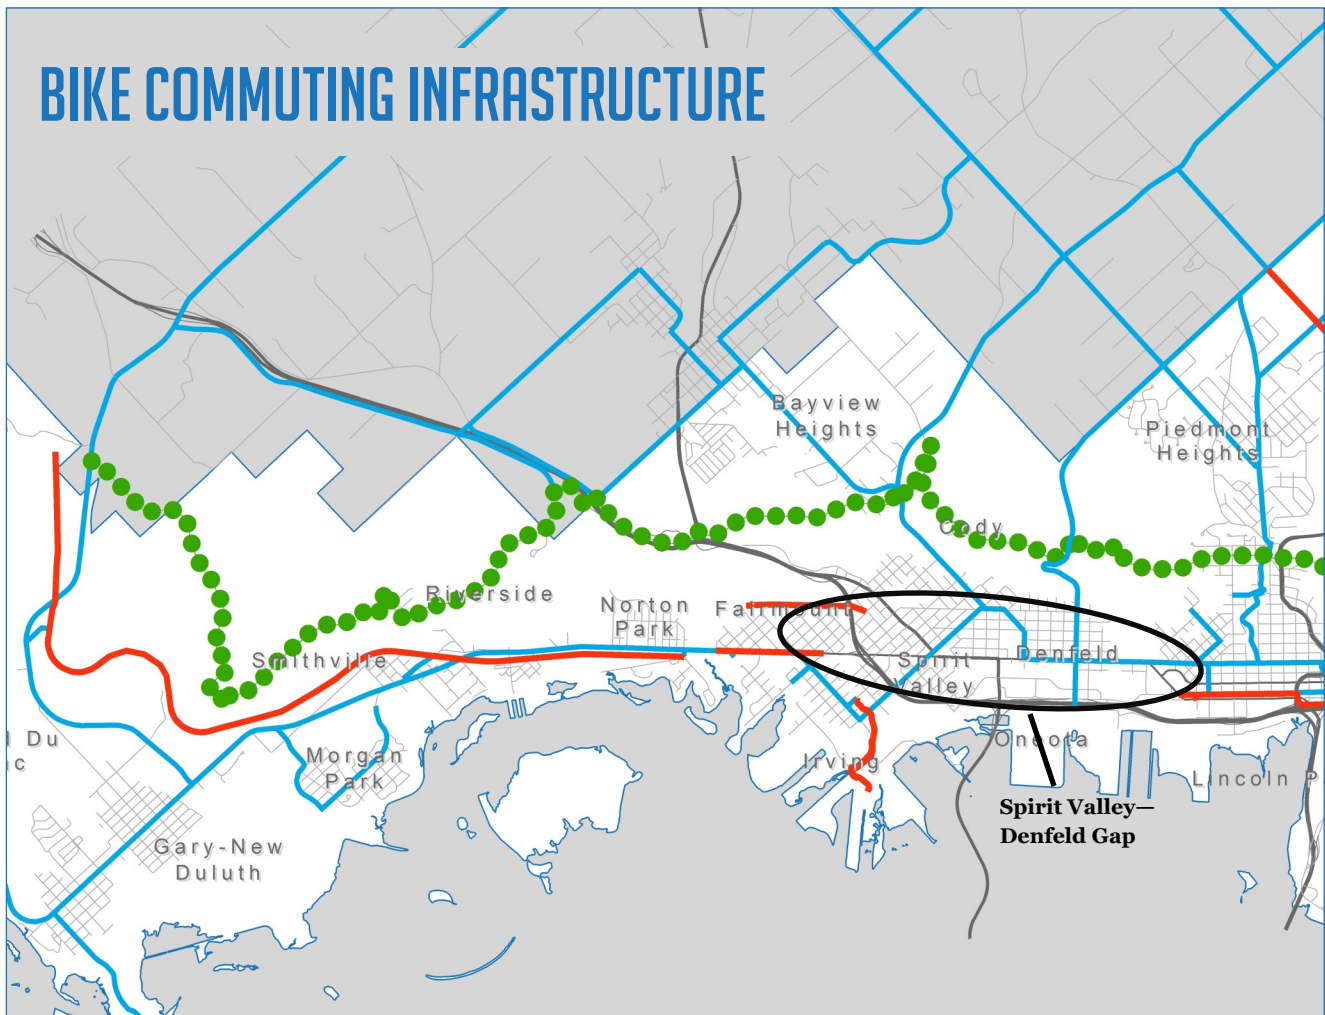 BIKE COMMUTING INFRASTRUCTURE
Bayview
Heights
Piedmont
Heights
Cody
Riverside
Norton
Park
Fairmount
Smithville
Spirit
Valley
Denfeld
Du
c
Morgan
Park
Irving
Oneota
Lincoln P
Spirit Valley—
Denfeld Gap
Gary-New
Duluth